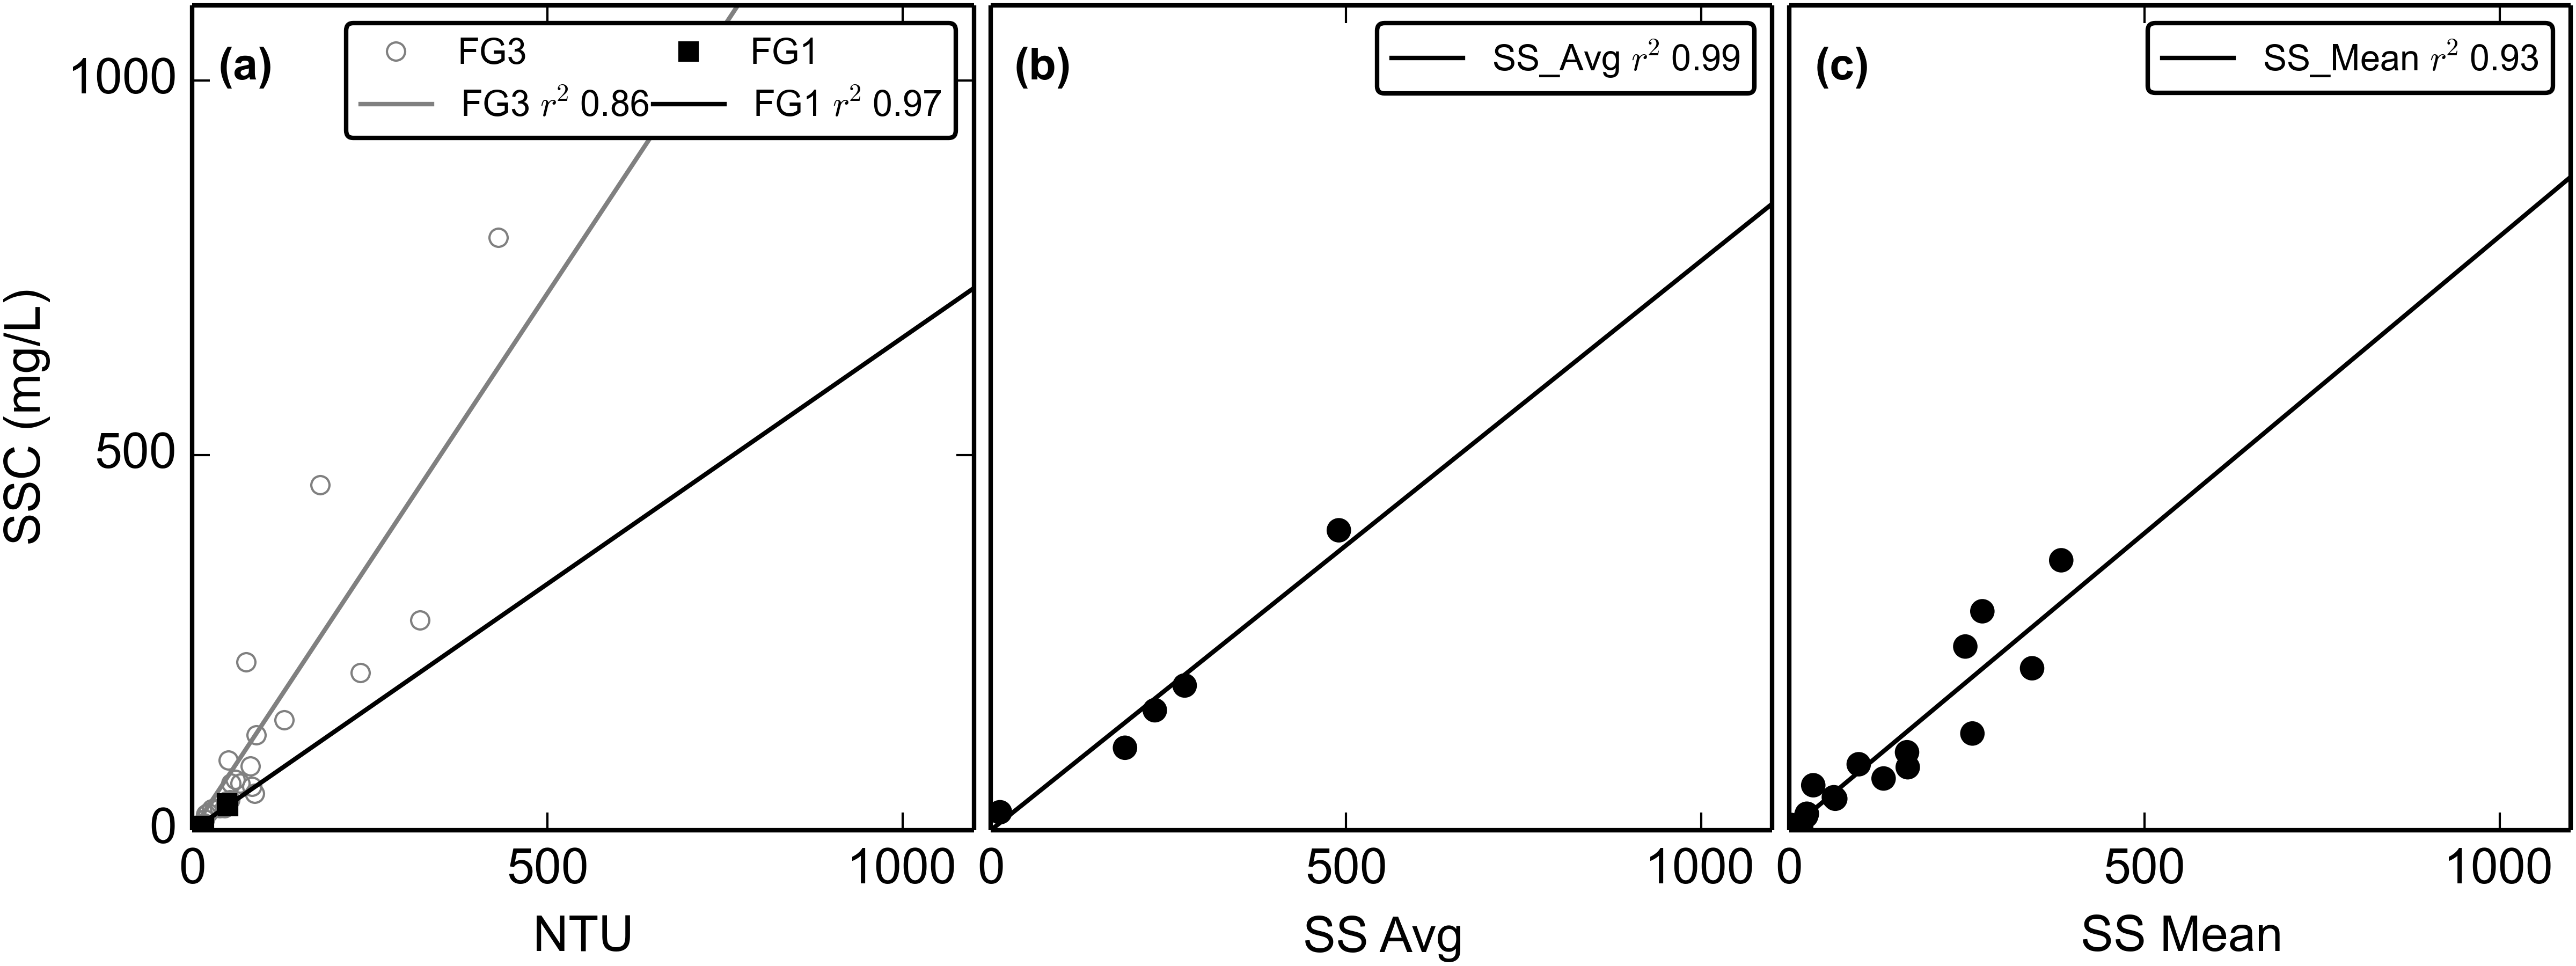 (a)
FG3
FG1
FG3 r² 0.86
FG1 r² 0.97
(b)
SS_Avg r² 0.99
(c)
SS_Mean r² 0.93
SSC (mg/L)
1000
500
0
0 500 1000
0 500 1000
0 500 1000
NTU
SS Avg
SS Mean